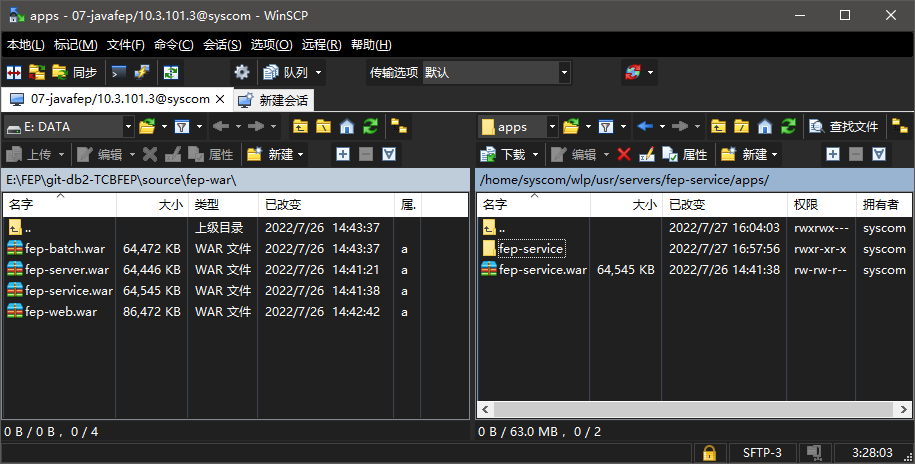 apps - 07-javafep/10.3.101.3@syscom - WinSCP
本地(L) 标记(M) 文件(F) 命令(C) 会话(S) 选项(O) 远程(R) 帮助(H)
同步 队列 传输选项 默认
07-javafep/10.3.101.3@syscom × 新建会话
E: DATA
上传 编辑 属性 新建
E:\FEP\git-db2-TCBFEP\source\fep-war\
名字 大小 类型 已改变 属.
.. 上级目录 2022/7/26 14:43:37
fep-batch.war 64,472 KB WAR 文件 2022/7/26 14:43:37 a
fep-server.war 64,446 KB WAR 文件 2022/7/26 14:41:21 a
fep-service.war 64,545 KB WAR 文件 2022/7/26 14:41:38 a
fep-web.war 86,472 KB WAR 文件 2022/7/26 14:42:42 a
0 B / 0 B， 0 / 4
apps 查找文件
下载 编辑 属性 新建
/home/syscom/wlp/usr/servers/fep-service/apps/
名字 大小 已改变 权限 拥有者
.. 2022/7/27 16:04:03 rwxrwx--- syscom
fep-service 2022/7/27 16:57:56 rwxr-xr-x syscom
fep-service.war 64,545 KB 2022/7/26 14:41:38 rw-rw-r-- syscom
0 B / 63.0 MB， 0 / 2
SFTP-3 3:28:03